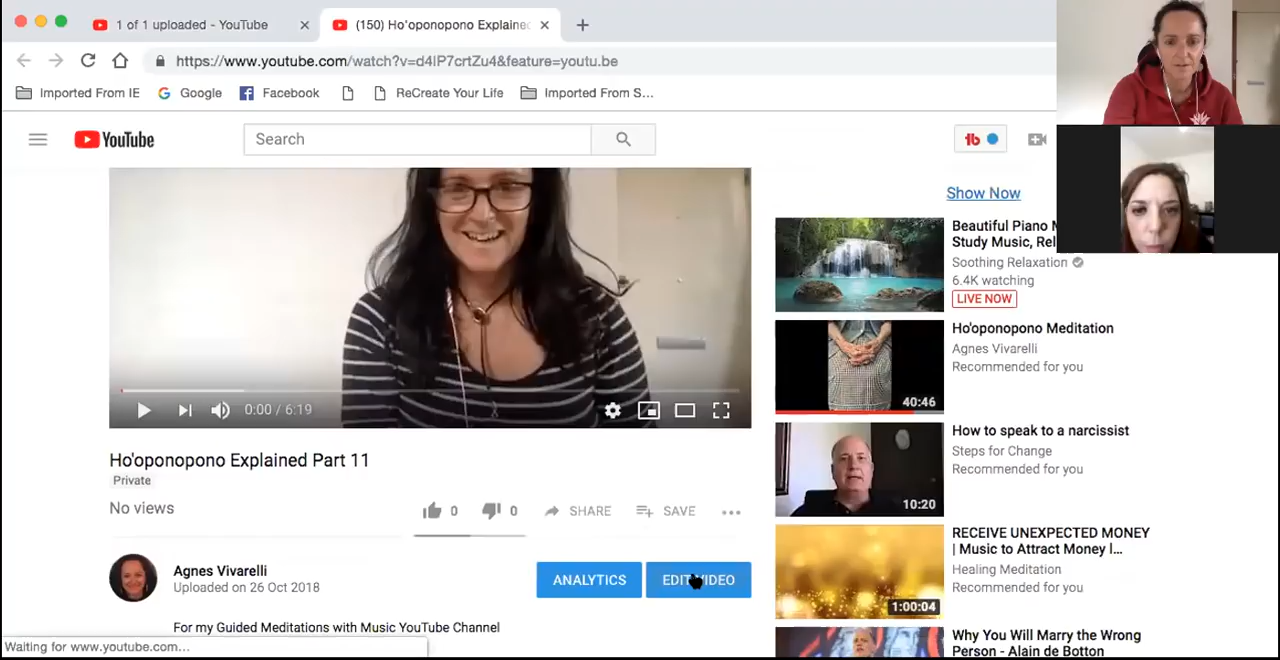 1 of 1 uploaded - YouTube
(150) Ho'oponopono Explained
https://www.youtube.com/watch?v=d4lP7crtZu4&feature=youtu.be
Imported From IE
Google
Facebook
ReCreate Your Life
Imported From S...
YouTube
Search
tb
Show Now
Beautiful Piano M
Study Music, Rel
Soothing Relaxation
6.4K watching
LIVE NOW
Ho'oponopono Meditation
Agnes Vivarelli
Recommended for you
40:46
How to speak to a narcissist
Steps for Change
Recommended for you
10:20
RECEIVE UNEXPECTED MONEY
| Music to Attract Money |...
Healing Meditation
Recommended for you
1:00:04
Why You Will Marry the Wrong
Person - Alain de Botton
0:00 / 6:19
Ho'oponopono Explained Part 11
Private
No views
0
0
SHARE
SAVE
Agnes Vivarelli
Uploaded on 26 Oct 2018
ANALYTICS
EDIT VIDEO
For my Guided Meditations with Music YouTube Channel
Waiting for www.youtube.com...